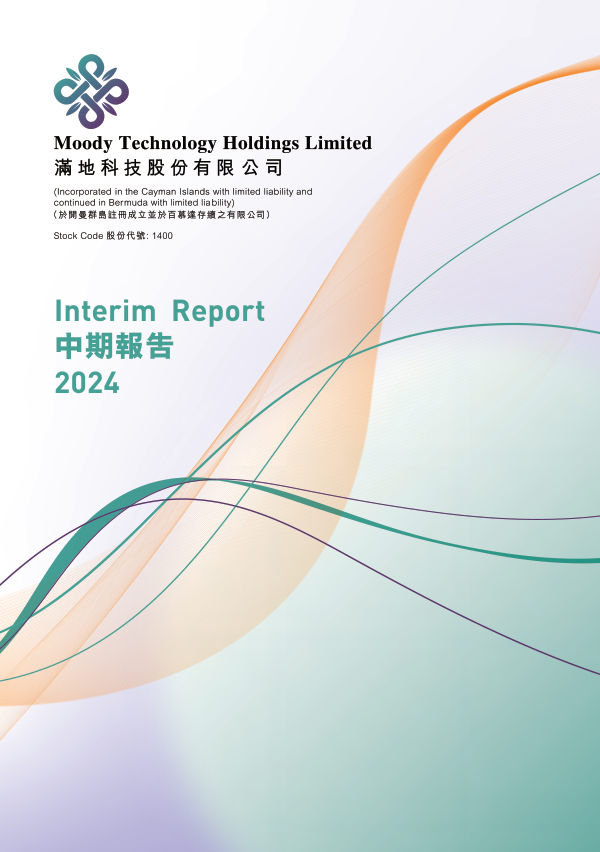 Moody Technology Holdings Limited
滿地科技股份有限公司
(Incorporated in the Cayman Islands with limited liability and
continued in Bermuda with limited liability)
(於開曼群島註冊成立並於百慕達存續之有限公司)
Stock Code 股份代號: 1400
Interim Report
中期報告
2024